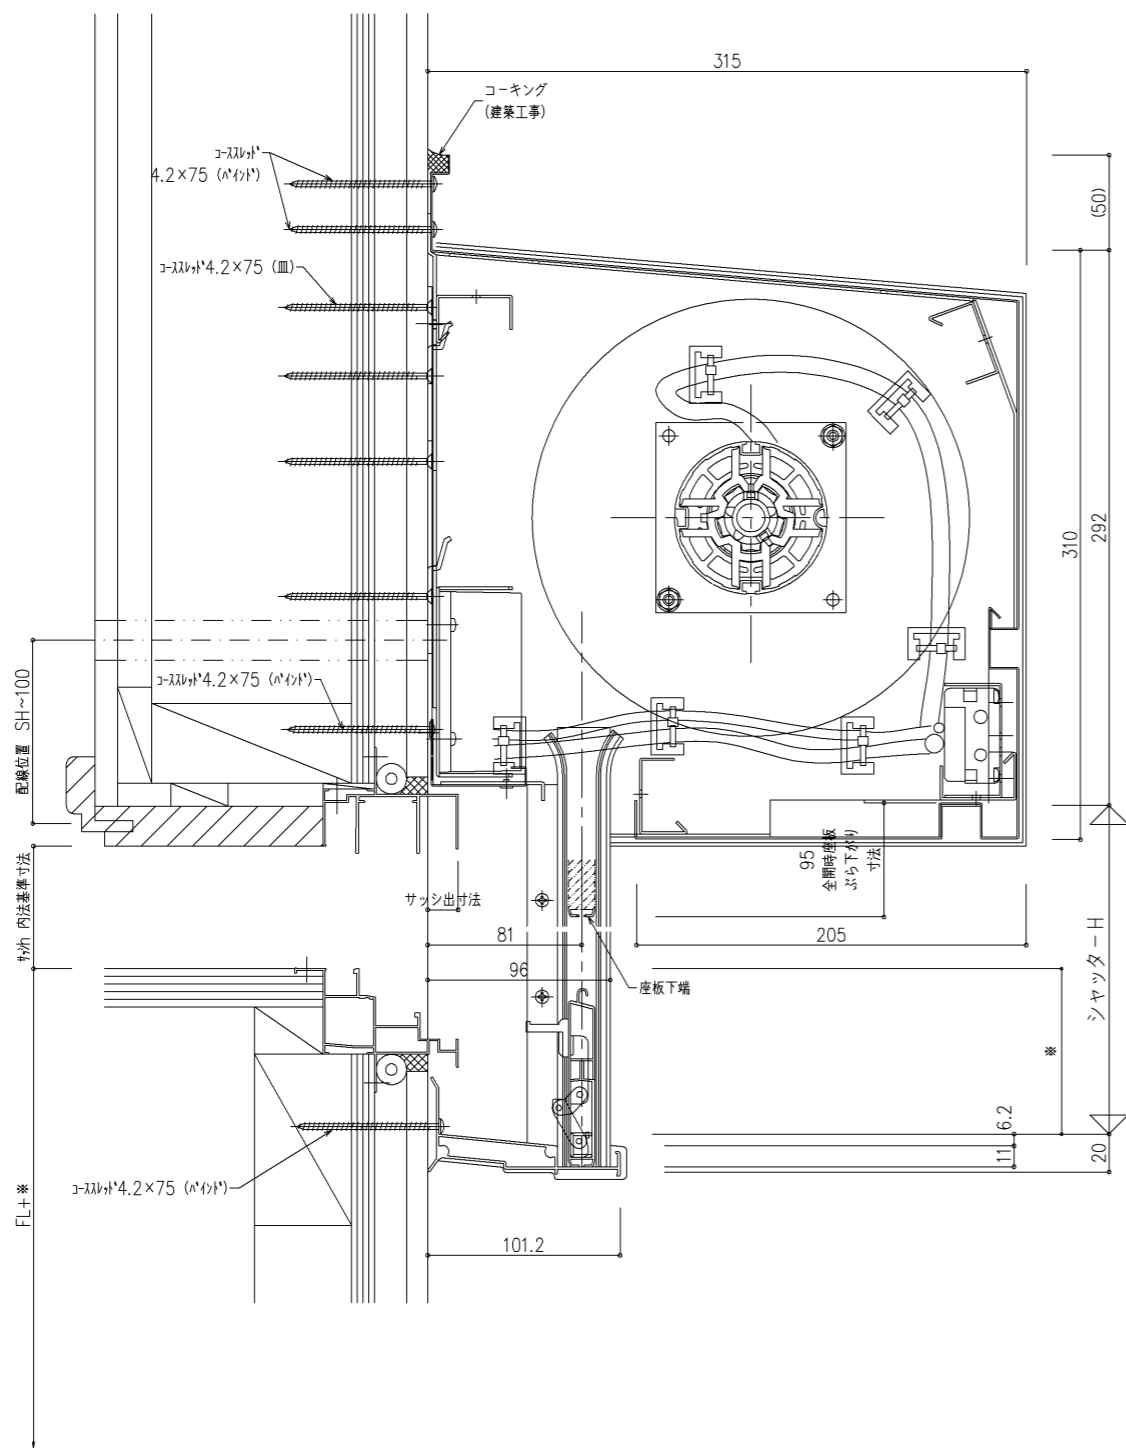 315
コーキング
(建築工事)
コーススレッド
4.2×75 (バインド)
(50)
コーススレッド4.2×75 (皿)
310
292
コーススレッド4.2×75 (バインド)
配線位置 SH~100
95
全開時座板
ぶら下がり
寸法
サッシ出寸法
サッシh 内法基準寸法
81
205
96
座板下端
シャッターH
※
6.2
11
20
コーススレッド4.2×75 (バインド)
FL+※
101.2